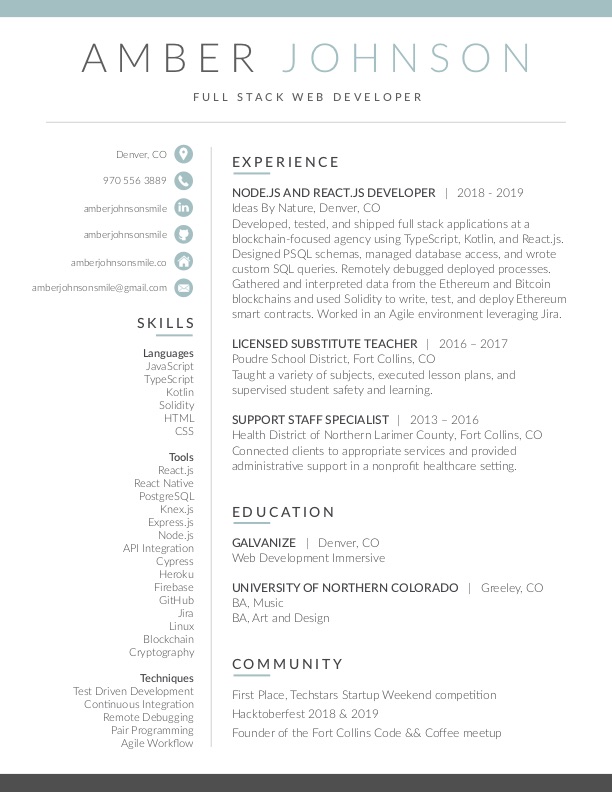 AMBER JOHNSON
FULL STACK WEB DEVELOPER
Denver, CO
970 556 3889
amberjohnsonsmile
amberjohnsonsmile
amberjohnsonsmile.co
amberjohnsonsmile@gmail.com
SKILLS
Languages
JavaScript
TypeScript
Kotlin
Solidity
HTML
CSS
Tools
React.js
React Native
PostgreSQL
Knex.js
Express.js
Node.js
API Integration
Cypress
Heroku
Firebase
GitHub
Jira
Linux
Blockchain
Cryptography
Techniques
Test Driven Development
Continuous Integration
Remote Debugging
Pair Programming
Agile Workflow
EXPERIENCE
NODE.JS AND REACT.JS DEVELOPER | 2018 - 2019
Ideas By Nature, Denver, CO
Developed, tested, and shipped full stack applications at a
blockchain-focused agency using TypeScript, Kotlin, and React.js.
Designed PSQL schemas, managed database access, and wrote
custom SQL queries. Remotely debugged deployed processes.
Gathered and interpreted data from the Ethereum and Bitcoin
blockchains and used Solidity to write, test, and deploy Ethereum
smart contracts. Worked in an Agile environment leveraging Jira.
LICENSED SUBSTITUTE TEACHER | 2016 – 2017
Poudre School District, Fort Collins, CO
Taught a variety of subjects, executed lesson plans, and
supervised student safety and learning.
SUPPORT STAFF SPECIALIST | 2013 – 2016
Health District of Northern Larimer County, Fort Collins, CO
Connected clients to appropriate services and provided
administrative support in a nonprofit healthcare setting.
EDUCATION
GALVANIZE | Denver, CO
Web Development Immersive
UNIVERSITY OF NORTHERN COLORADO | Greeley, CO
BA, Music
BA, Art and Design
COMMUNITY
First Place, Techstars Startup Weekend competition
Hacktoberfest 2018 & 2019
Founder of the Fort Collins Code && Coffee meetup